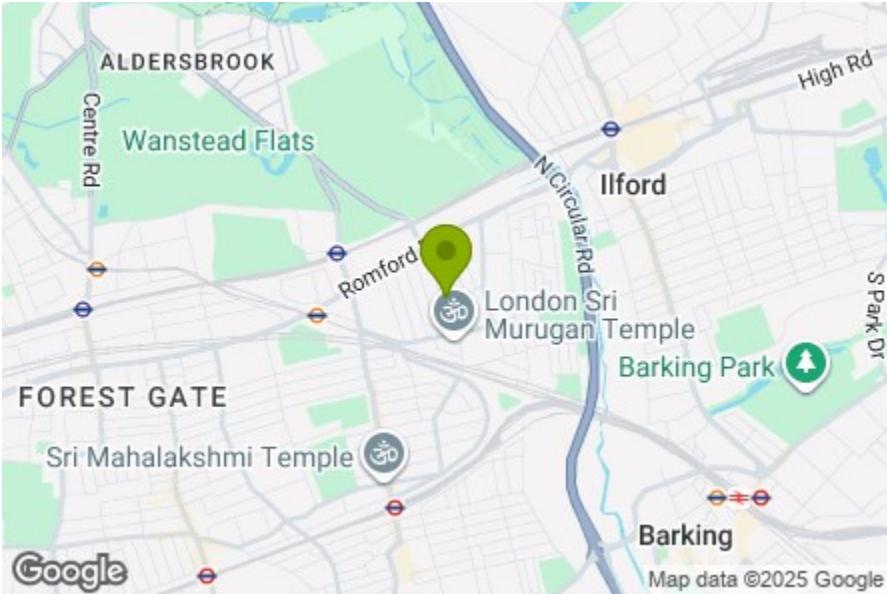 ALDERSBROOK
High Rd
Centre Rd
Wanstead Flats
N Circular Rd
Ilford
Romford
London Sri
Murugan Temple
S Park Dr
Barking Park
FOREST GATE
Sri Mahalakshmi Temple
Barking
Google
Map data ©2025 Google